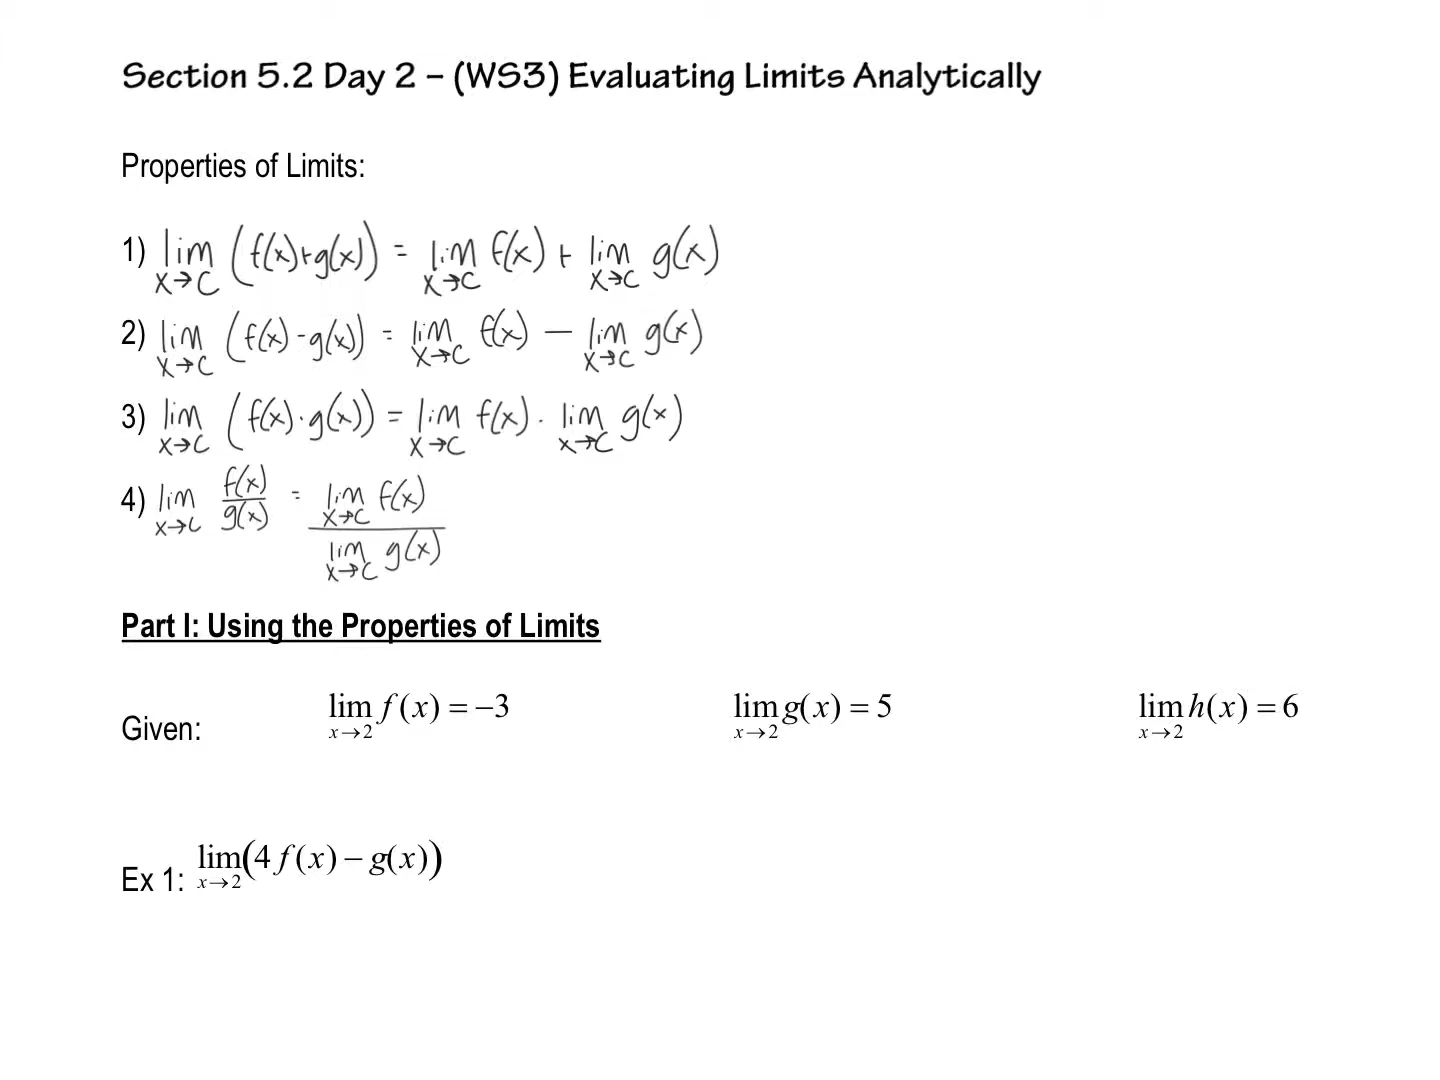 Section 5.2 Day 2 – (WS3) Evaluating Limits Analytically
Properties of Limits:
1) lim x→c (f(x)+g(x)) = lim x→c f(x) + lim x→c g(x)
2) lim x→c (f(x) - g(x)) = lim x→c f(x) − lim x→c g(x)
3) lim x→c (f(x) · g(x)) = lim x→c f(x) · lim x→c g(x)
4) lim x→c f(x)/g(x) = lim x→c f(x) / lim x→c g(x)
Part I: Using the Properties of Limits
Given: lim x→2 f(x) = −3 lim x→2 g(x) = 5 lim x→2 h(x) = 6
Ex 1: lim x→2 (4f(x) − g(x))